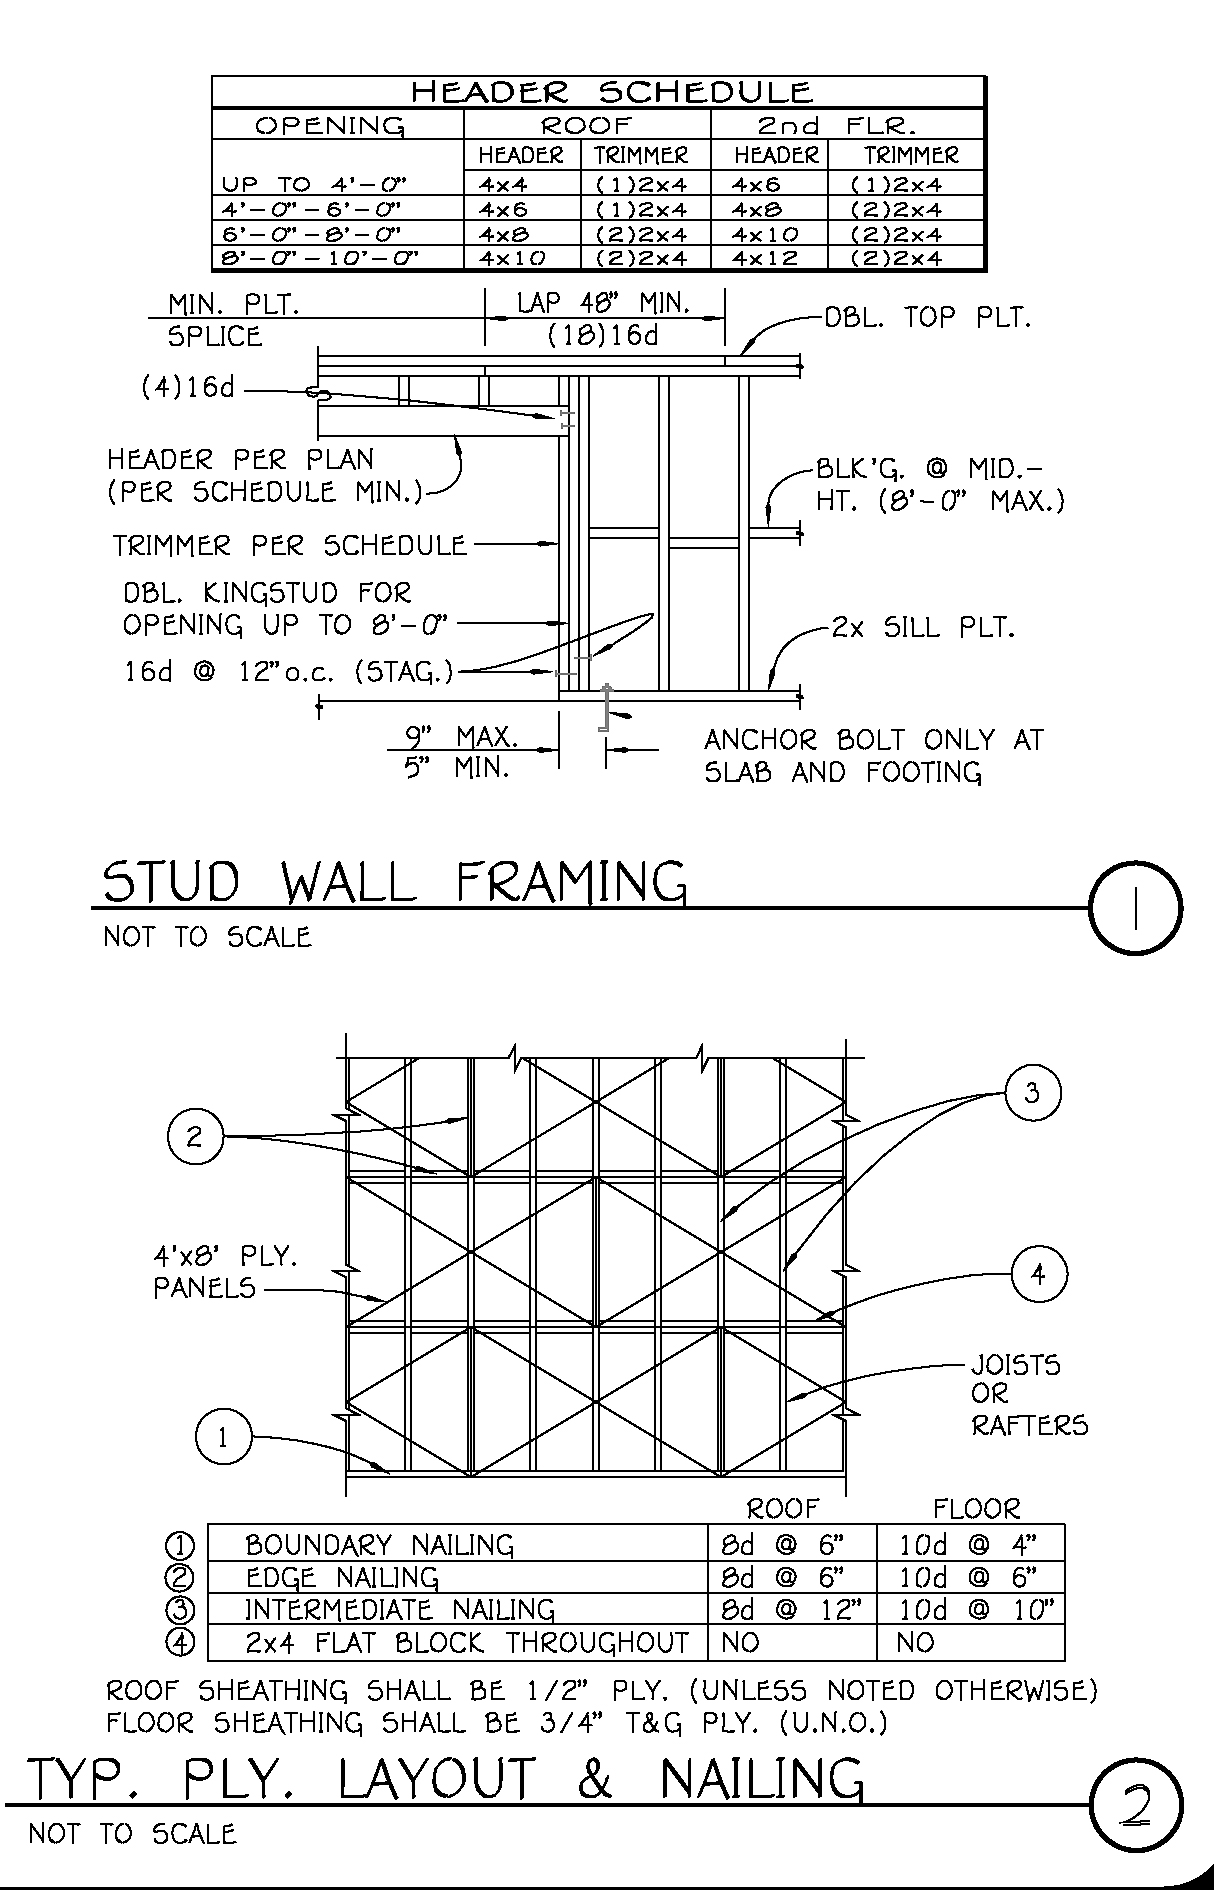 HEADER SCHEDULE
OPENING ROOF 2nd FLR.
HEADER TRIMMER HEADER TRIMMER
UP TO 4'-0" 4x4 (1)2x4 4x6 (1)2x4
4'-0"-6'-0" 4x6 (1)2x4 4x8 (2)2x4
6'-0"-8'-0" 4x8 (2)2x4 4x10 (2)2x4
8'-0"-10'-0" 4x10 (2)2x4 4x12 (2)2x4
MIN. PLT.
SPLICE
LAP 48" MIN.
(18)16d
DBL. TOP PLT.
(4)16d
HEADER PER PLAN
(PER SCHEDULE MIN.)
BLK'G. @ MID.-
HT. (8'-0" MAX.)
TRIMMER PER SCHEDULE
DBL. KINGSTUD FOR
OPENING UP TO 8'-0"
2x SILL PLT.
16d @ 12"o.c. (STAG.)
9" MAX.
5" MIN.
ANCHOR BOLT ONLY AT
SLAB AND FOOTING
STUD WALL FRAMING
1
NOT TO SCALE
3
2
4'x8' PLY.
PANELS
4
JOISTS
OR
RAFTERS
1
ROOF FLOOR
1 BOUNDARY NAILING 8d @ 6" 10d @ 4"
2 EDGE NAILING 8d @ 6" 10d @ 6"
3 INTERMEDIATE NAILING 8d @ 12" 10d @ 10"
4 2x4 FLAT BLOCK THROUGHOUT NO NO
ROOF SHEATHING SHALL BE 1/2" PLY. (UNLESS NOTED OTHERWISE)
FLOOR SHEATHING SHALL BE 3/4" T&G PLY. (U.N.O.)
TYP. PLY. LAYOUT & NAILING
2
NOT TO SCALE